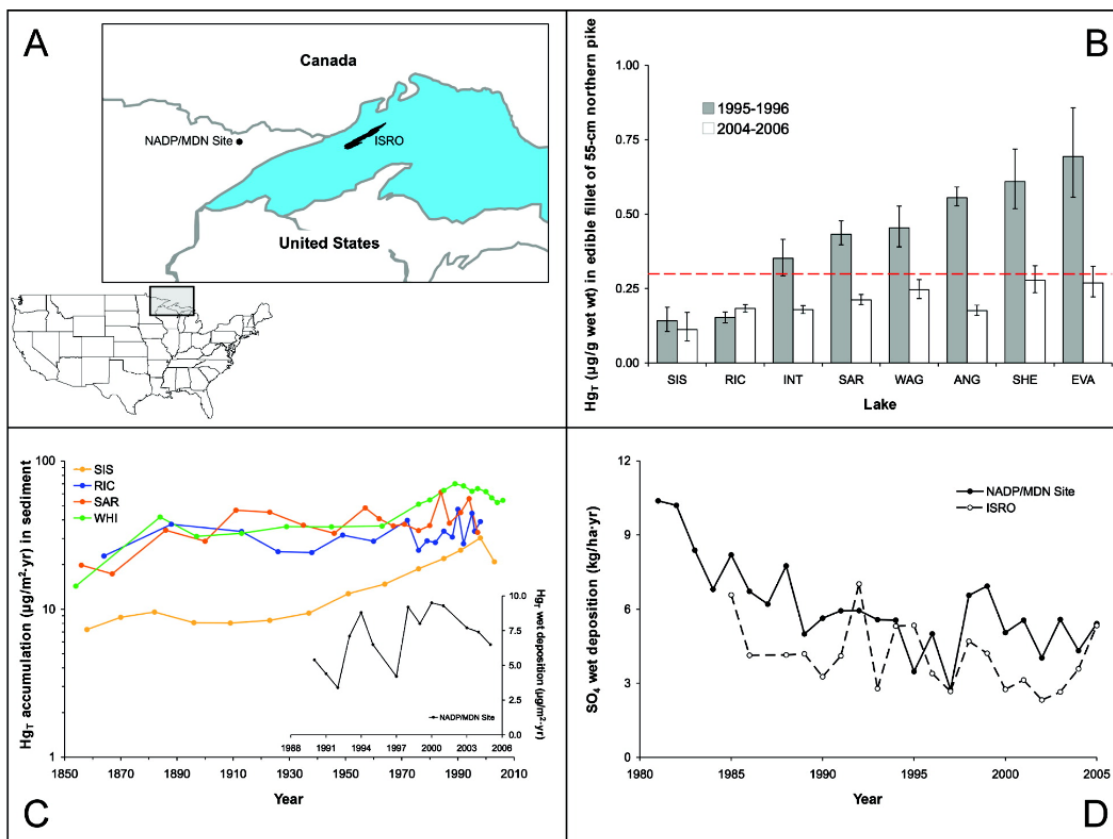 A
Canada
NADP/MDN Site
ISRO
United States
B
HgT (µg/g wet wt) in edible fillet of 55-cm northern pike
1.00
0.75
0.50
0.25
0.00
1995-1996
2004-2006
SIS RIC INT SAR WAG ANG SHE EVA
Lake
C
HgT accumulation (µg/m²-yr) in sediment
100
10
1
SIS
RIC
SAR
WHI
HgT wet deposition (µg/m²-yr)
10.0
7.5
5.0
2.5
0.0
NADP/MDN Site
1988 1991 1994 1997 2000 2003 2006
1850 1870 1890 1910 1930 1950 1970 1990 2010
Year
D
SO4 wet deposition (kg/ha-yr)
12
9
6
3
0
NADP/MDN Site
ISRO
1980 1985 1990 1995 2000 2005
Year